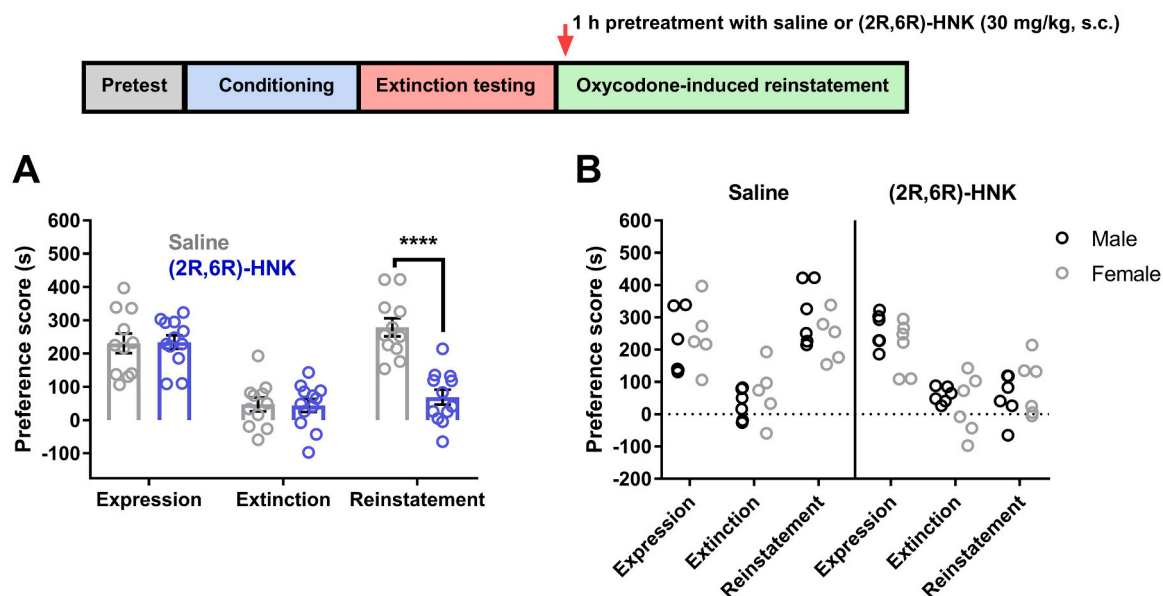 1 h pretreatment with saline or (2R,6R)-HNK (30 mg/kg, s.c.)
Pretest
Conditioning
Extinction testing
Oxycodone-induced reinstatement
A
Preference score (s)
600
500
400
300
200
100
0
-100
Saline
(2R,6R)-HNK
****
Expression
Extinction
Reinstatement
B
Saline
(2R,6R)-HNK
Preference score (s)
600
500
400
300
200
100
0
-100
-200
Male
Female
Expression
Extinction
Reinstatement
Expression
Extinction
Reinstatement